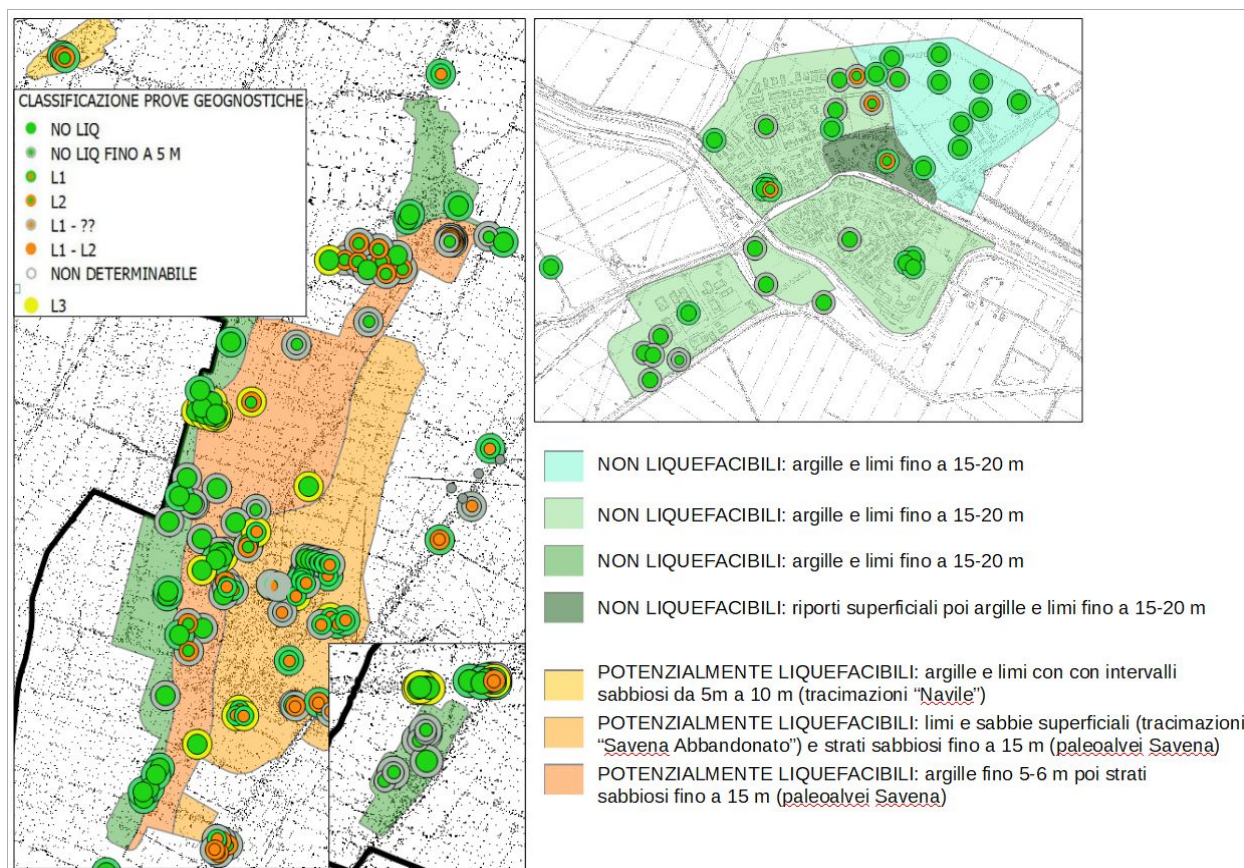 CLASSIFICAZIONE PROVE GEOGNOSTICHE
NO LIQ
NO LIQ FINO A 5 M
L1
L2
L1 - ??
L1 - L2
NON DETERMINABILE
L3
NON LIQUEFACIBILI: argille e limi fino a 15-20 m
NON LIQUEFACIBILI: argille e limi fino a 15-20 m
NON LIQUEFACIBILI: argille e limi fino a 15-20 m
NON LIQUEFACIBILI: riporti superficiali poi argille e limi fino a 15-20 m
POTENZIALMENTE LIQUEFACIBILI: argille e limi con con intervalli
sabbiosi da 5m a 10 m (tracimazioni “Navile”)
POTENZIALMENTE LIQUEFACIBILI: limi e sabbie superficiali (tracimazioni
“Savena Abbandonato”) e strati sabbiosi fino a 15 m (paleoalvei Savena)
POTENZIALMENTE LIQUEFACIBILI: argille fino 5-6 m poi strati
sabbiosi fino a 15 m (paleoalvei Savena)